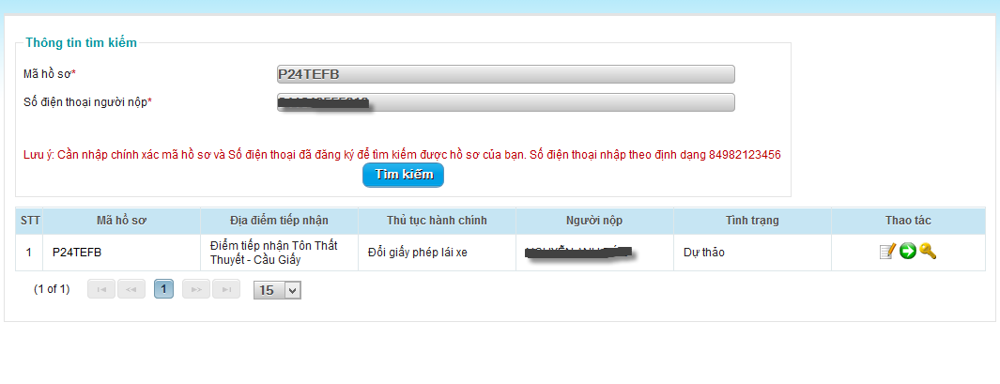 Thông tin tìm kiếm
Mã hồ sơ*
P24TEFB
Số điện thoại người nộp*
Lưu ý: Cần nhập chính xác mã hồ sơ và Số điện thoại đã đăng ký để tìm kiếm được hồ sơ của bạn. Số điện thoại nhập theo định dạng 84982123456
Tìm kiếm
STT Mã hồ sơ Địa điểm tiếp nhận Thủ tục hành chính Người nộp Tình trạng Thao tác
1 P24TEFB Địa điểm tiếp nhận Tôn Thất Đổi giấy phép lái xe Dự thảo
Thuyết - Cầu Giấy
(1 of 1) 1 15